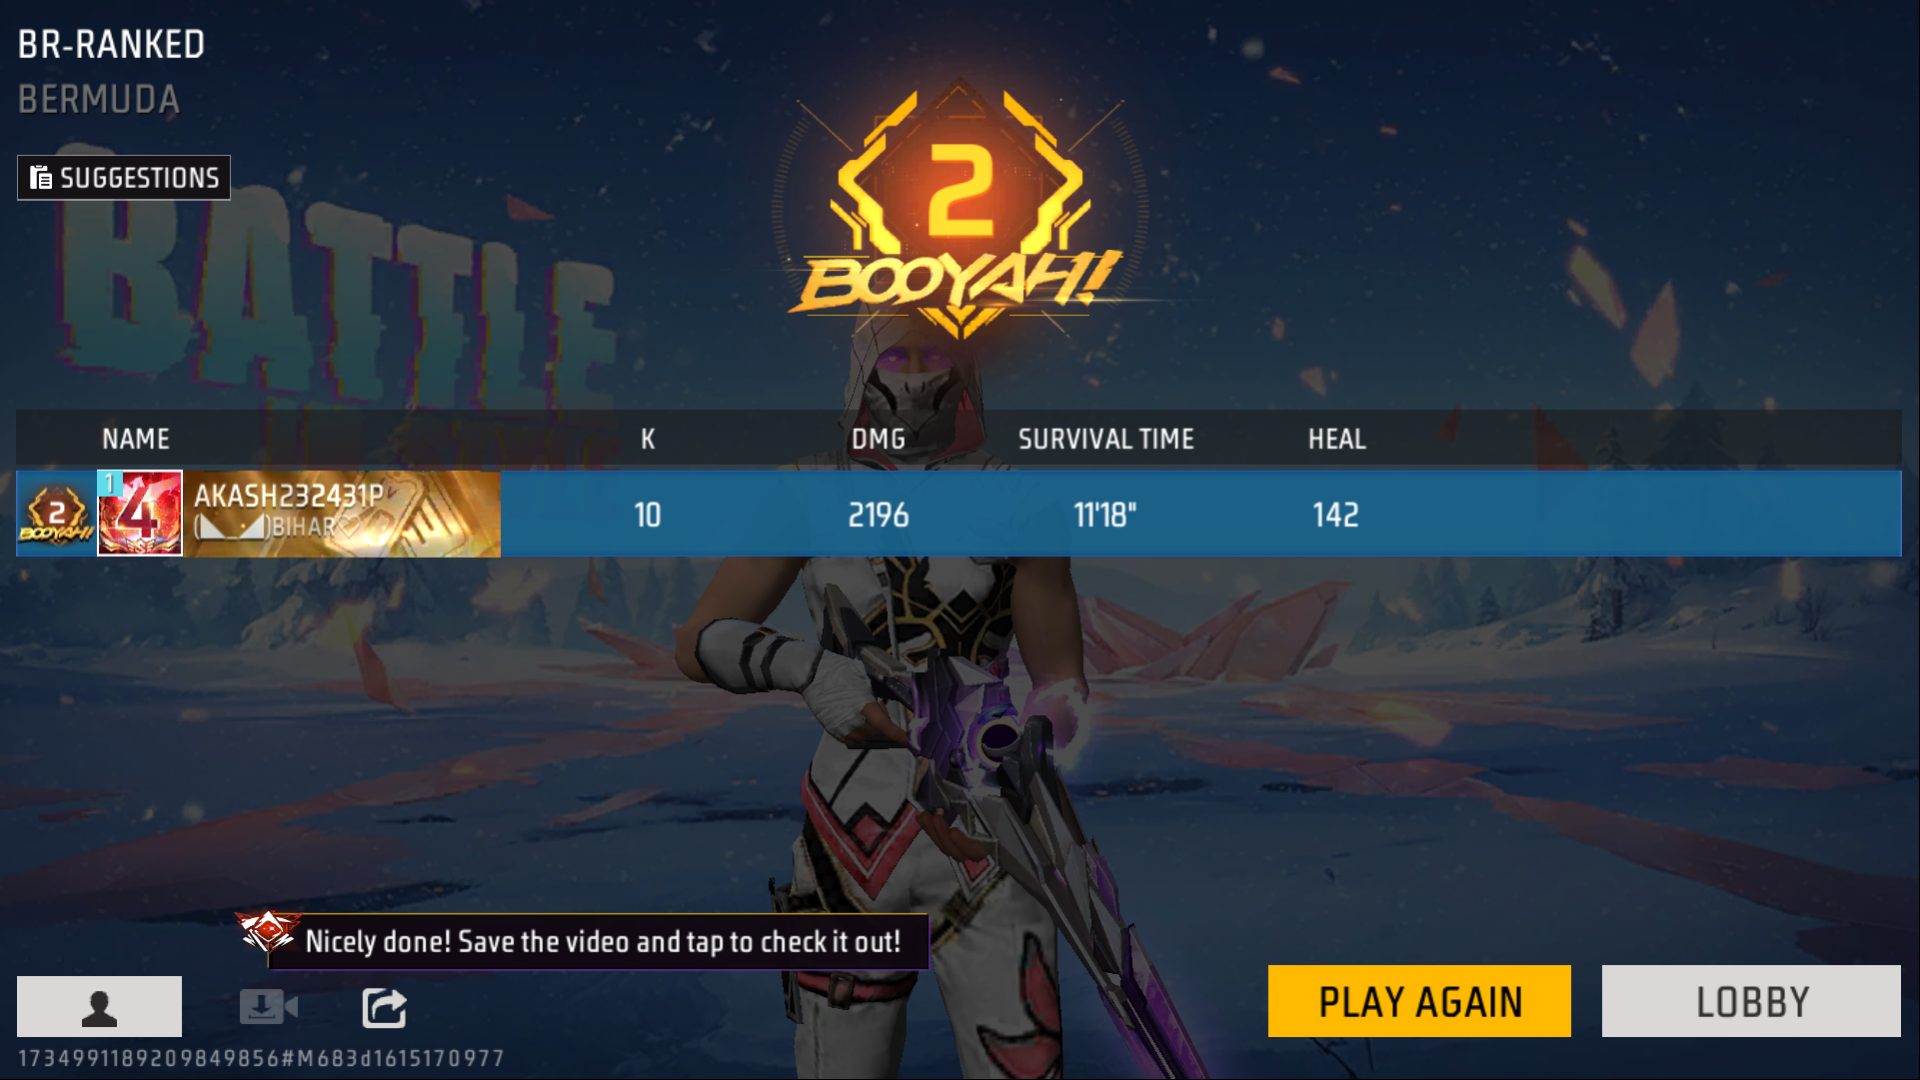 BR-RANKED
BERMUDA
SUGGESTIONS
BATTLE
2
BOOYAH!
NAME K DMG SURVIVAL TIME HEAL
2 BOOYAH! 1 4 AKASH232431P 10 2196 11'18" 142
BIHAR♡
Nicely done! Save the video and tap to check it out!
PLAY AGAIN
LOBBY
1734991189209849856#M683d1615170977